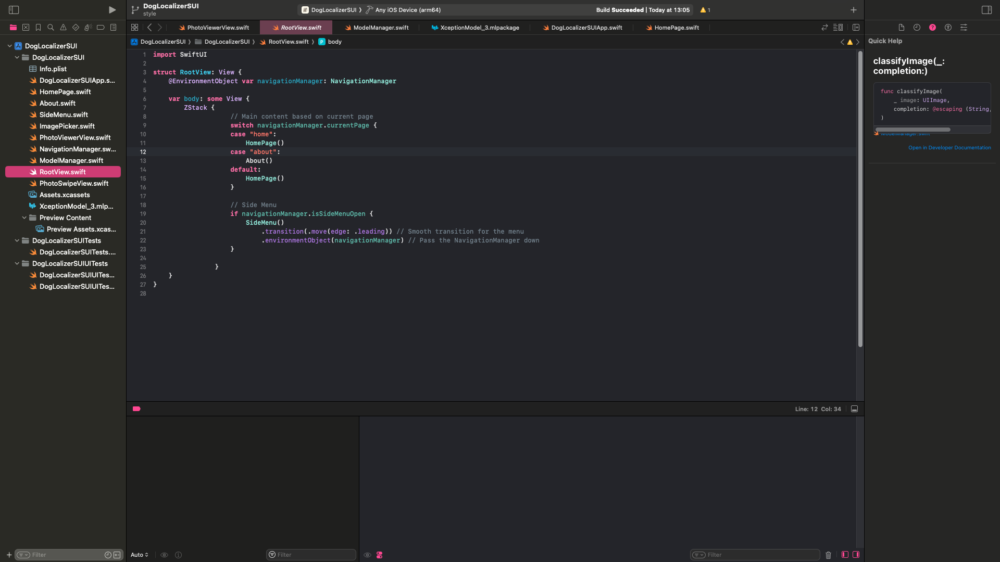 DogLocalizerSUI
style
DogLocalizerSUI 〉 Any iOS Device (arm64)
Build Succeeded | Today at 13:05
1
PhotoViewerView.swift
RootView.swift
ModelManager.swift
XceptionModel_3.mlpackage
DogLocalizerSUIApp.swift
HomePage.swift
DogLocalizerSUI 〉 DogLocalizerSUI 〉 RootView.swift 〉 P body
DogLocalizerSUI
DogLocalizerSUI
Info.plist
DogLocalizerSUIApp.s...
HomePage.swift
About.swift
SideMenu.swift
ImagePicker.swift
PhotoViewerView.swift
NavigationManager.sw...
ModelManager.swift
RootView.swift
PhotoSwipeView.swift
Assets.xcassets
XceptionModel_3.mlp...
Preview Content
Preview Assets.xcas...
DogLocalizerSUITests
DogLocalizerSUITests....
DogLocalizerSUIUITests
DogLocalizerSUIUITes...
DogLocalizerSUIUITes...
Filter
1 import SwiftUI
2
3 struct RootView: View {
4 @EnvironmentObject var navigationManager: NavigationManager
5
6 var body: some View {
7 ZStack {
8 // Main content based on current page
9 switch navigationManager.currentPage {
10 case "home":
11 HomePage()
12 case "about":
13 About()
14 default:
15 HomePage()
16 }
17
18 // Side Menu
19 if navigationManager.isSideMenuOpen {
20 SideMenu()
21 .transition(.move(edge: .leading)) // Smooth transition for the menu
22 .environmentObject(navigationManager) // Pass the NavigationManager down
23 }
24
25 }
26 }
27 }
28
Line: 12 Col: 34
Auto
Filter
Filter
Quick Help
classifyImage(_:
completion:)
func classifyImage(
_ image: UIImage,
completion: @escaping (String,
)
ModelManager.swift
Open in Developer Documentation